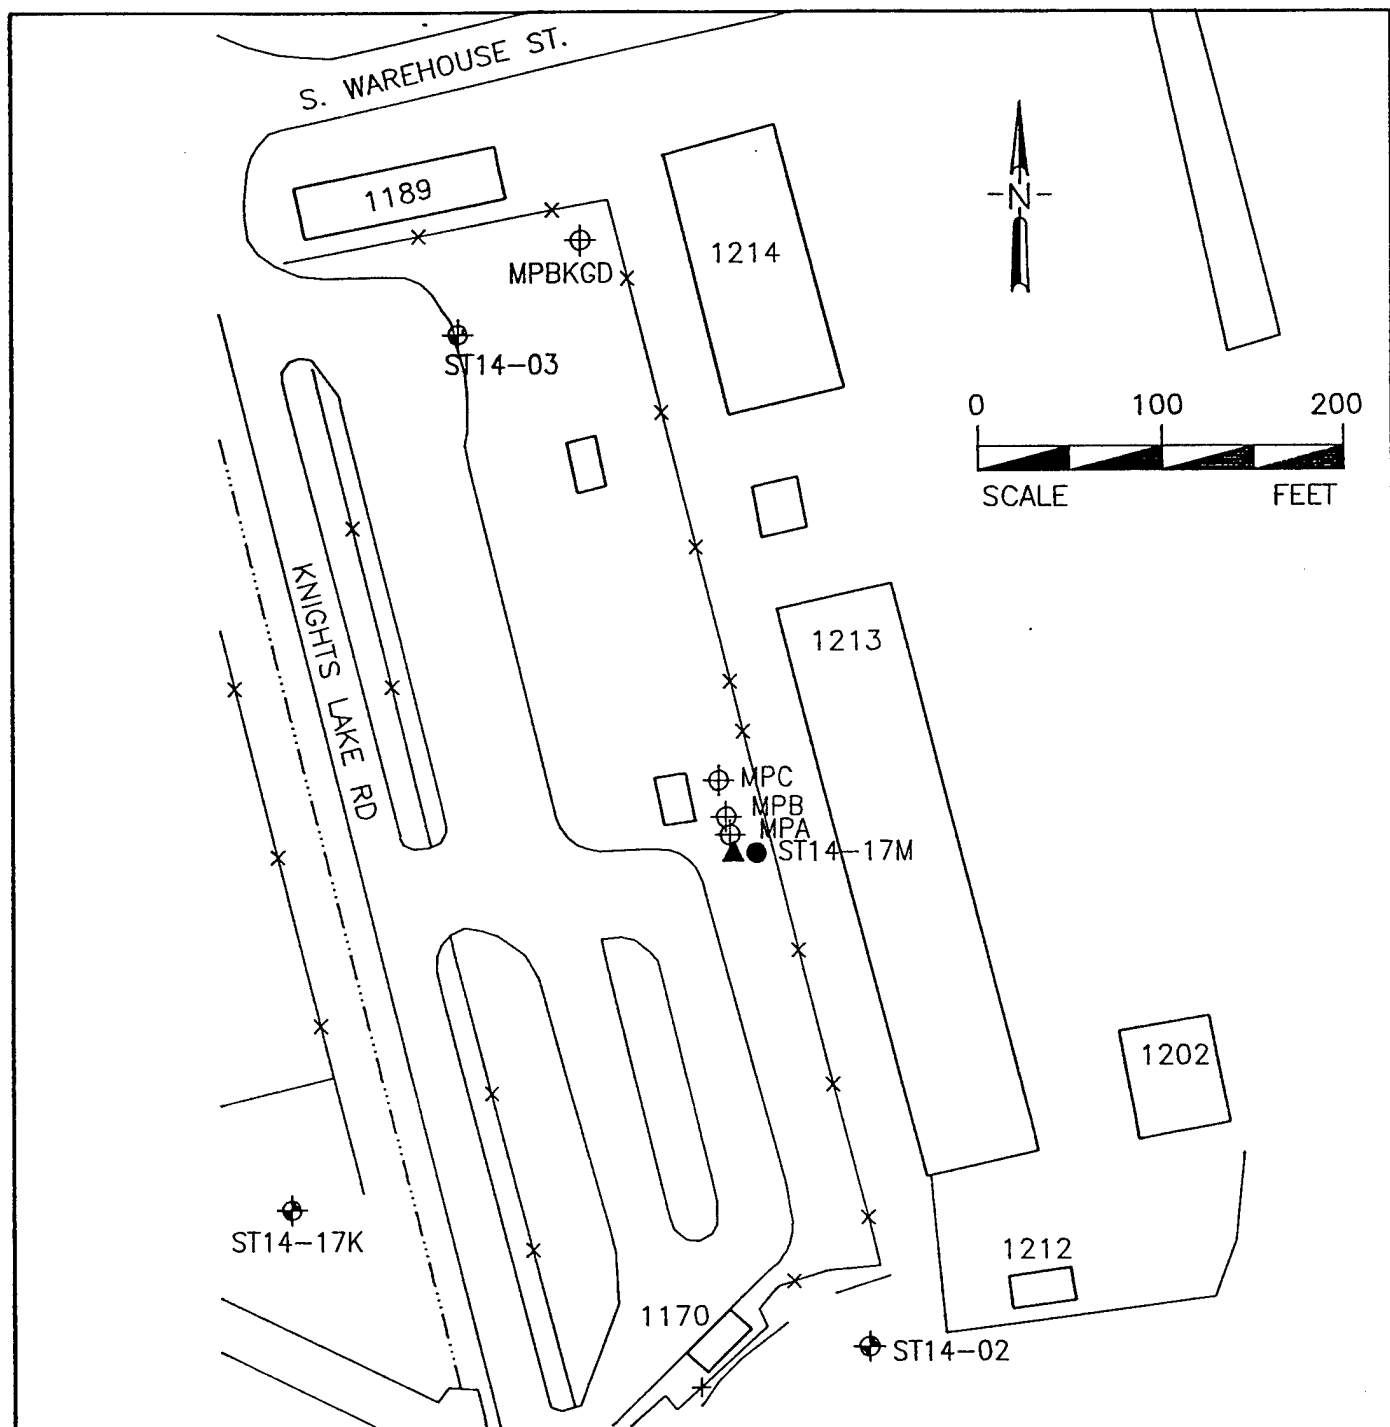 S. WAREHOUSE ST.
1189
-N-
1214
MPBKGD
ST14-03
0 100 200
SCALE FEET
KNIGHTS LAKE RD
1213
MPC
MPB
MPA
ST14-17M
1202
ST14-17K
1212
1170
ST14-02